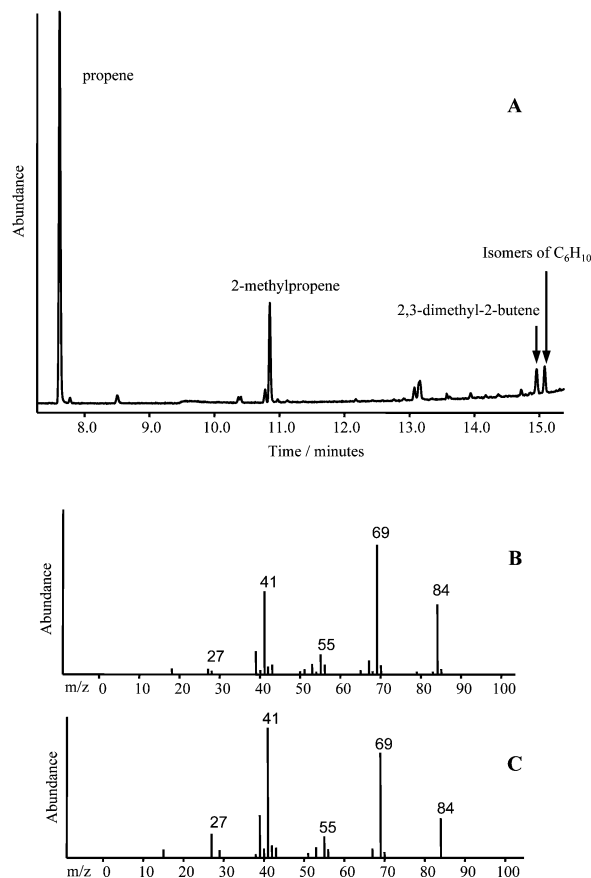 propene
A
Abundance
Isomers of C₆H₁₀
2-methylpropene
2,3-dimethyl-2-butene
8.0 9.0 10.0 11.0 12.0 13.0 14.0 15.0
Time / minutes
69
B
Abundance
41
84
55
27
m/z 0 10 20 30 40 50 60 70 80 90 100
41
69
C
Abundance
84
27
55
m/z 0 10 20 30 40 50 60 70 80 90 100